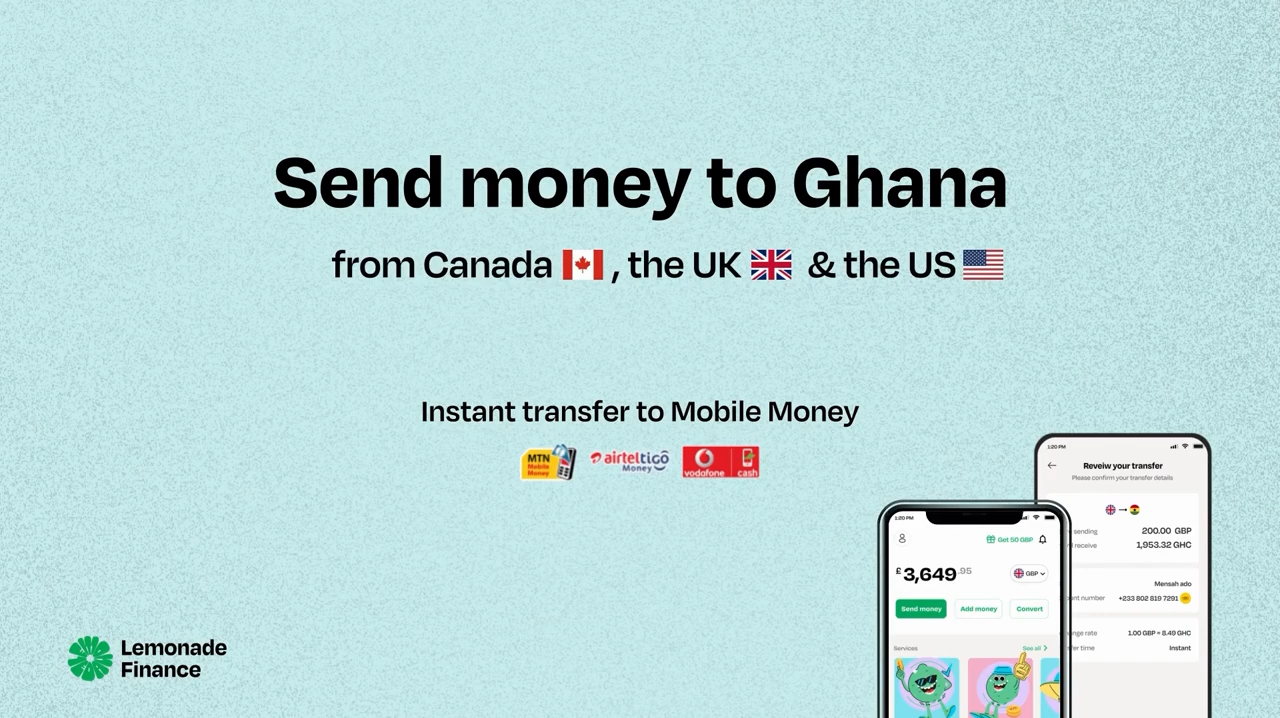 Send money to Ghana
from Canada , the UK & the US
Instant transfer to Mobile Money
MTN
Mobile
Money
airteltigo
Money
vodafone
cash
Lemonade
Finance
1:20 PM
Get 50 GBP
£3,649.95
GBP
Send money
Add money
Convert
Services
See all
1:20 PM
Reveiw your transfer
Please confirm your transfer details
sending 200.00 GBP
receive 1,953.32 GHC
Mensah ado
number +233 802 819 7291
rate 1.00 GBP = 8.49 GHC
time Instant